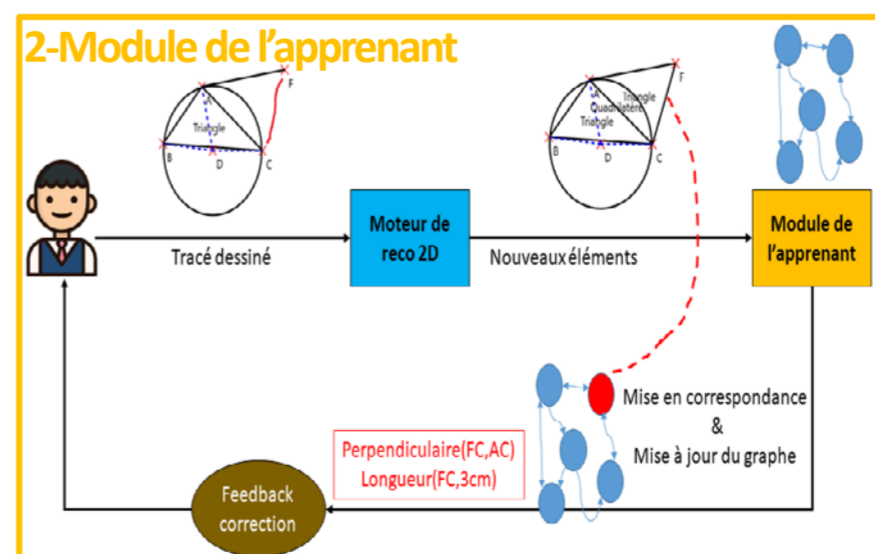 2-Module de l'apprenant
F
A
Triangle
B
D
C
F
A
Triangle
Quadrilatère
Triangle
B
D
C
Tracé dessiné
Moteur de
reco 2D
Nouveaux éléments
Module de
l'apprenant
Mise en correspondance
&
Mise à jour du graphe
Perpendiculaire(FC,AC)
Longueur(FC,3cm)
Feedback
correction